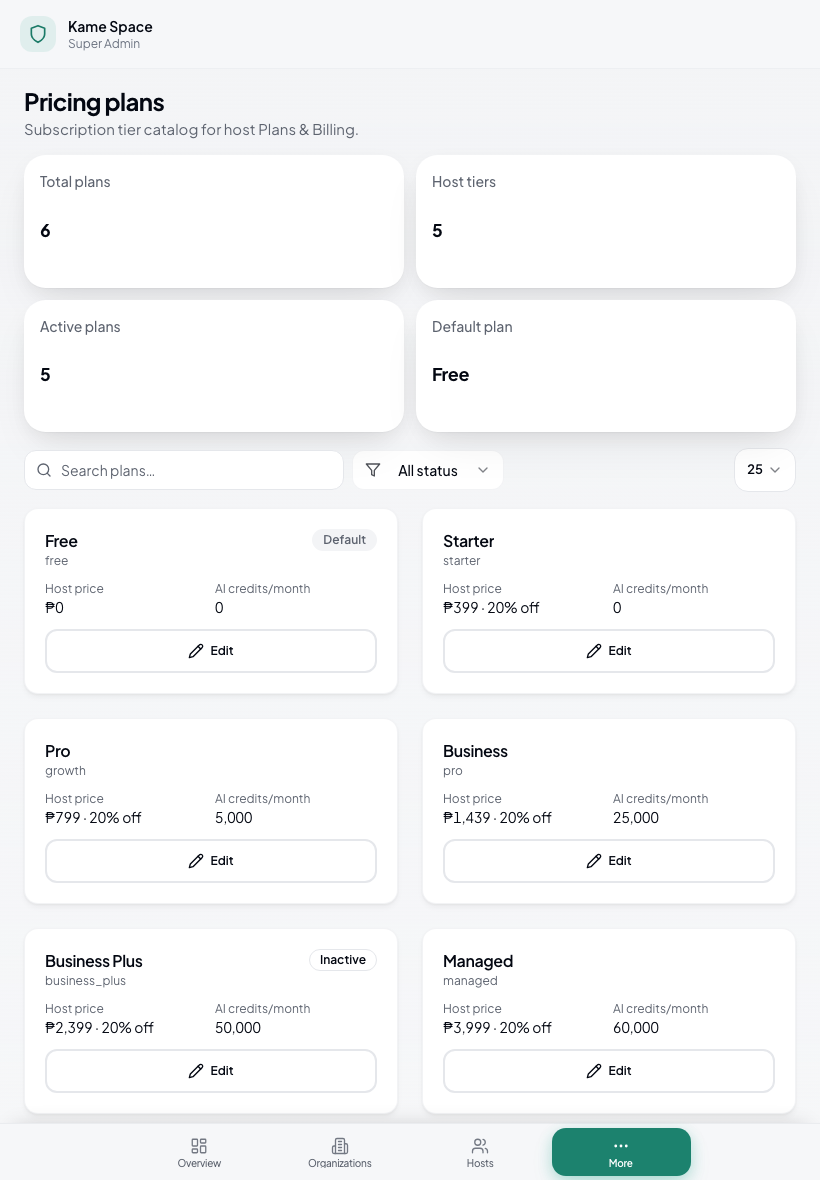 Kame Space
Super Admin
Pricing plans
Subscription tier catalog for host Plans & Billing.
Total plans
6
Host tiers
5
Active plans
5
Default plan
Free
Search plans...
All status
25
Free
Default
free
Host price
AI credits/month
₱0
0
Edit
Starter
starter
Host price
AI credits/month
₱399 · 20% off
0
Edit
Pro
growth
Host price
AI credits/month
₱799 · 20% off
5,000
Edit
Business
pro
Host price
AI credits/month
₱1,439 · 20% off
25,000
Edit
Business Plus
Inactive
business_plus
Host price
AI credits/month
₱2,399 · 20% off
50,000
Edit
Managed
managed
Host price
AI credits/month
₱3,999 · 20% off
60,000
Edit
Overview
Organizations
Hosts
More